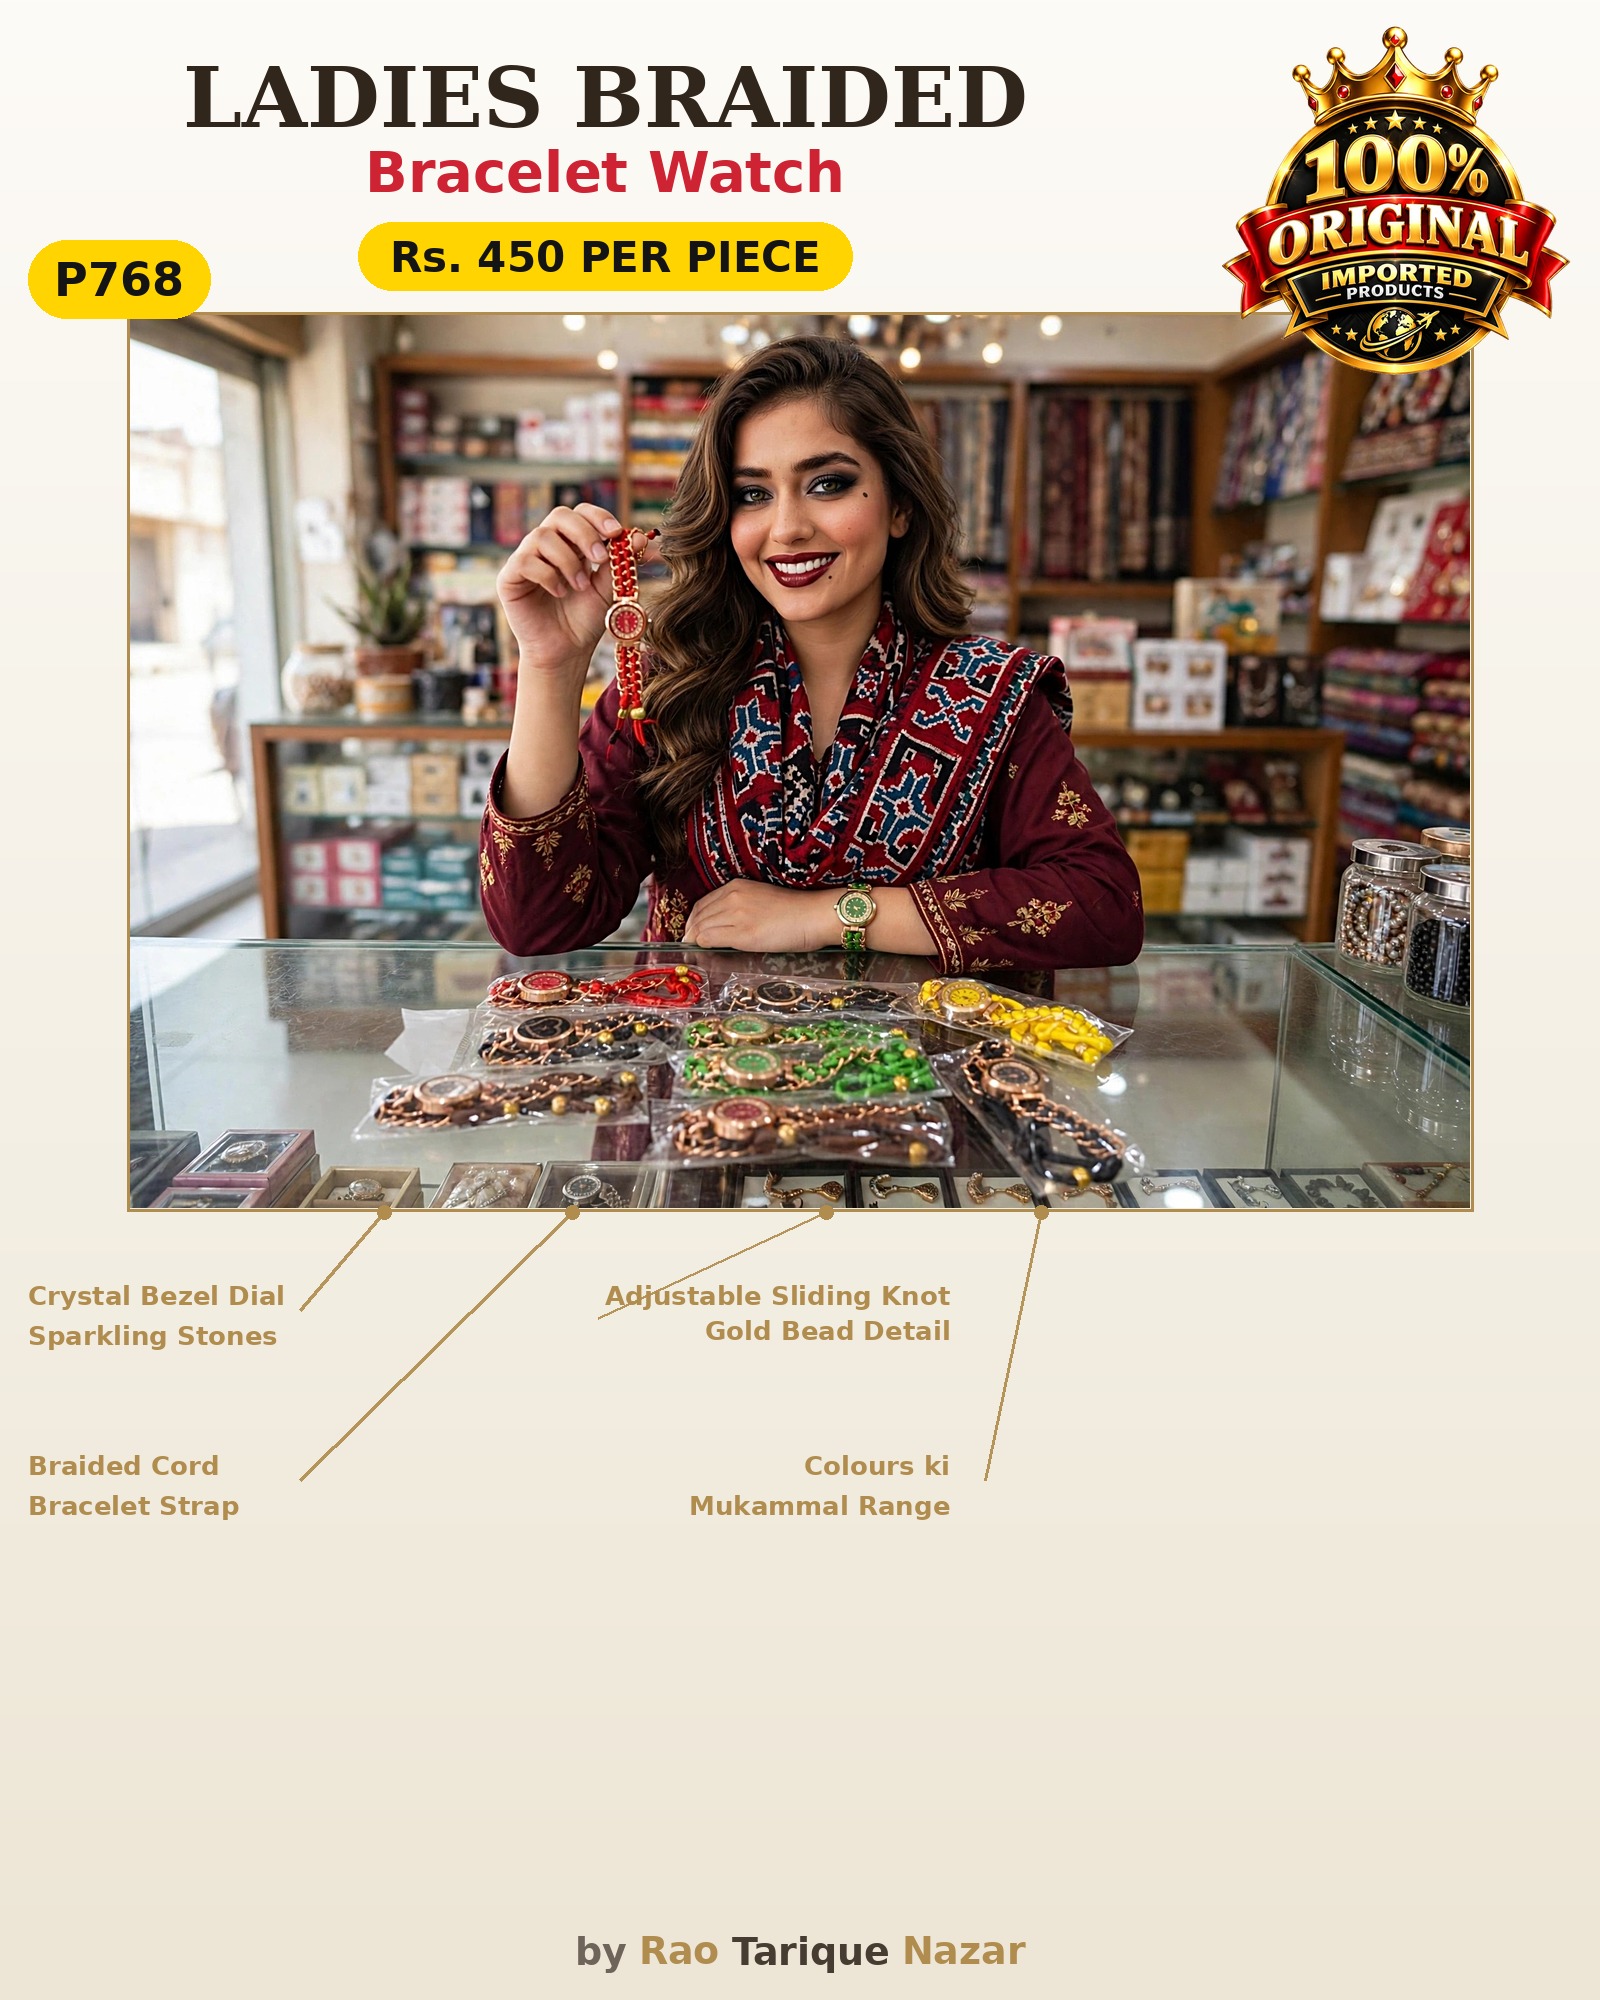 LADIES BRAIDED
Bracelet Watch
Rs. 450 PER PIECE
P768
100%
ORIGINAL
IMPORTED
PRODUCTS
Crystal Bezel Dial
Sparkling Stones
Adjustable Sliding Knot
Gold Bead Detail
Braided Cord
Bracelet Strap
Colours ki
Mukammal Range
by Rao Tarique Nazar